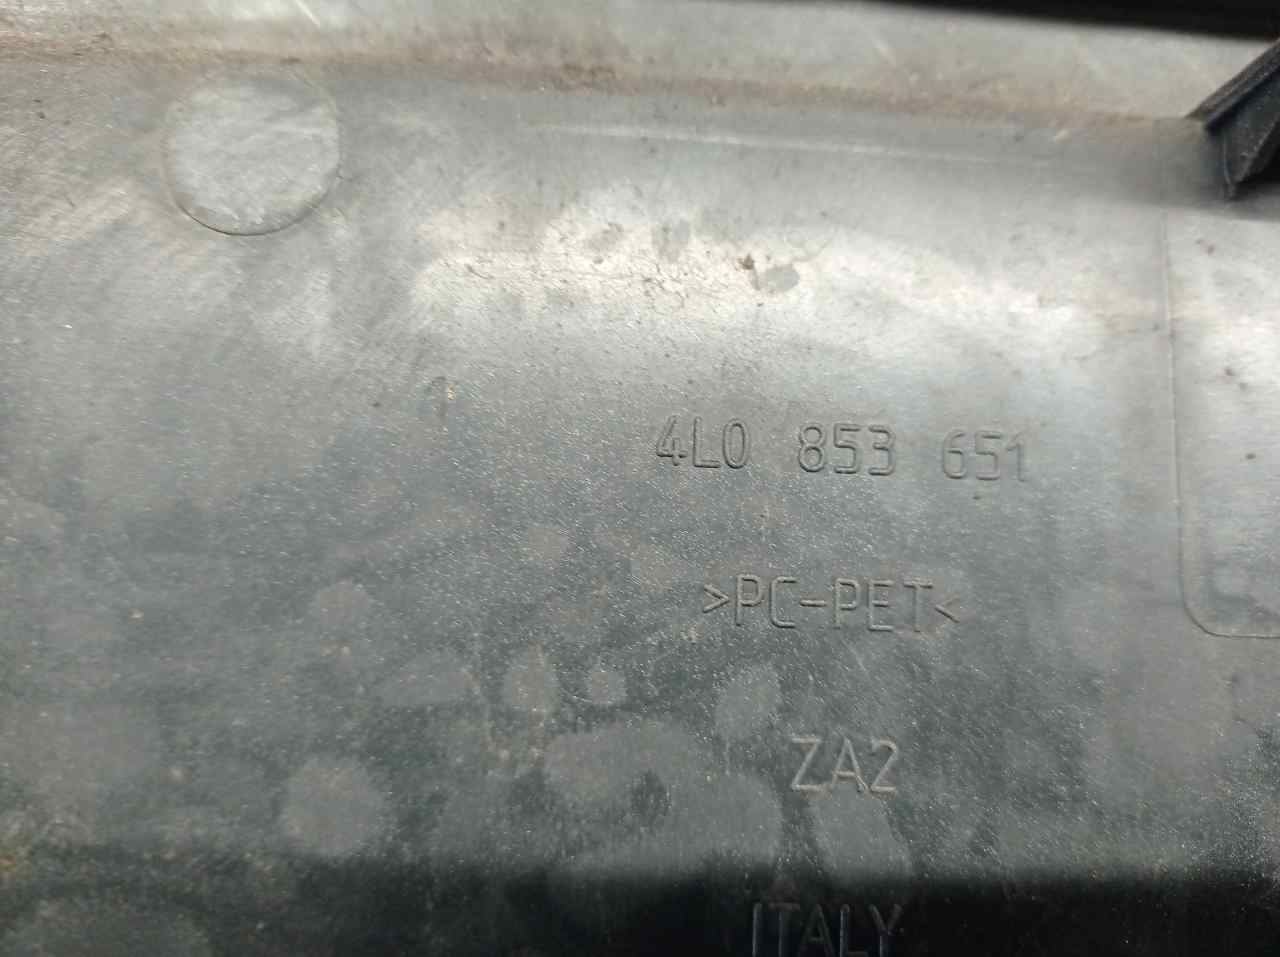 4L0 853 651
>PC-PET<
ZA2
ITALY